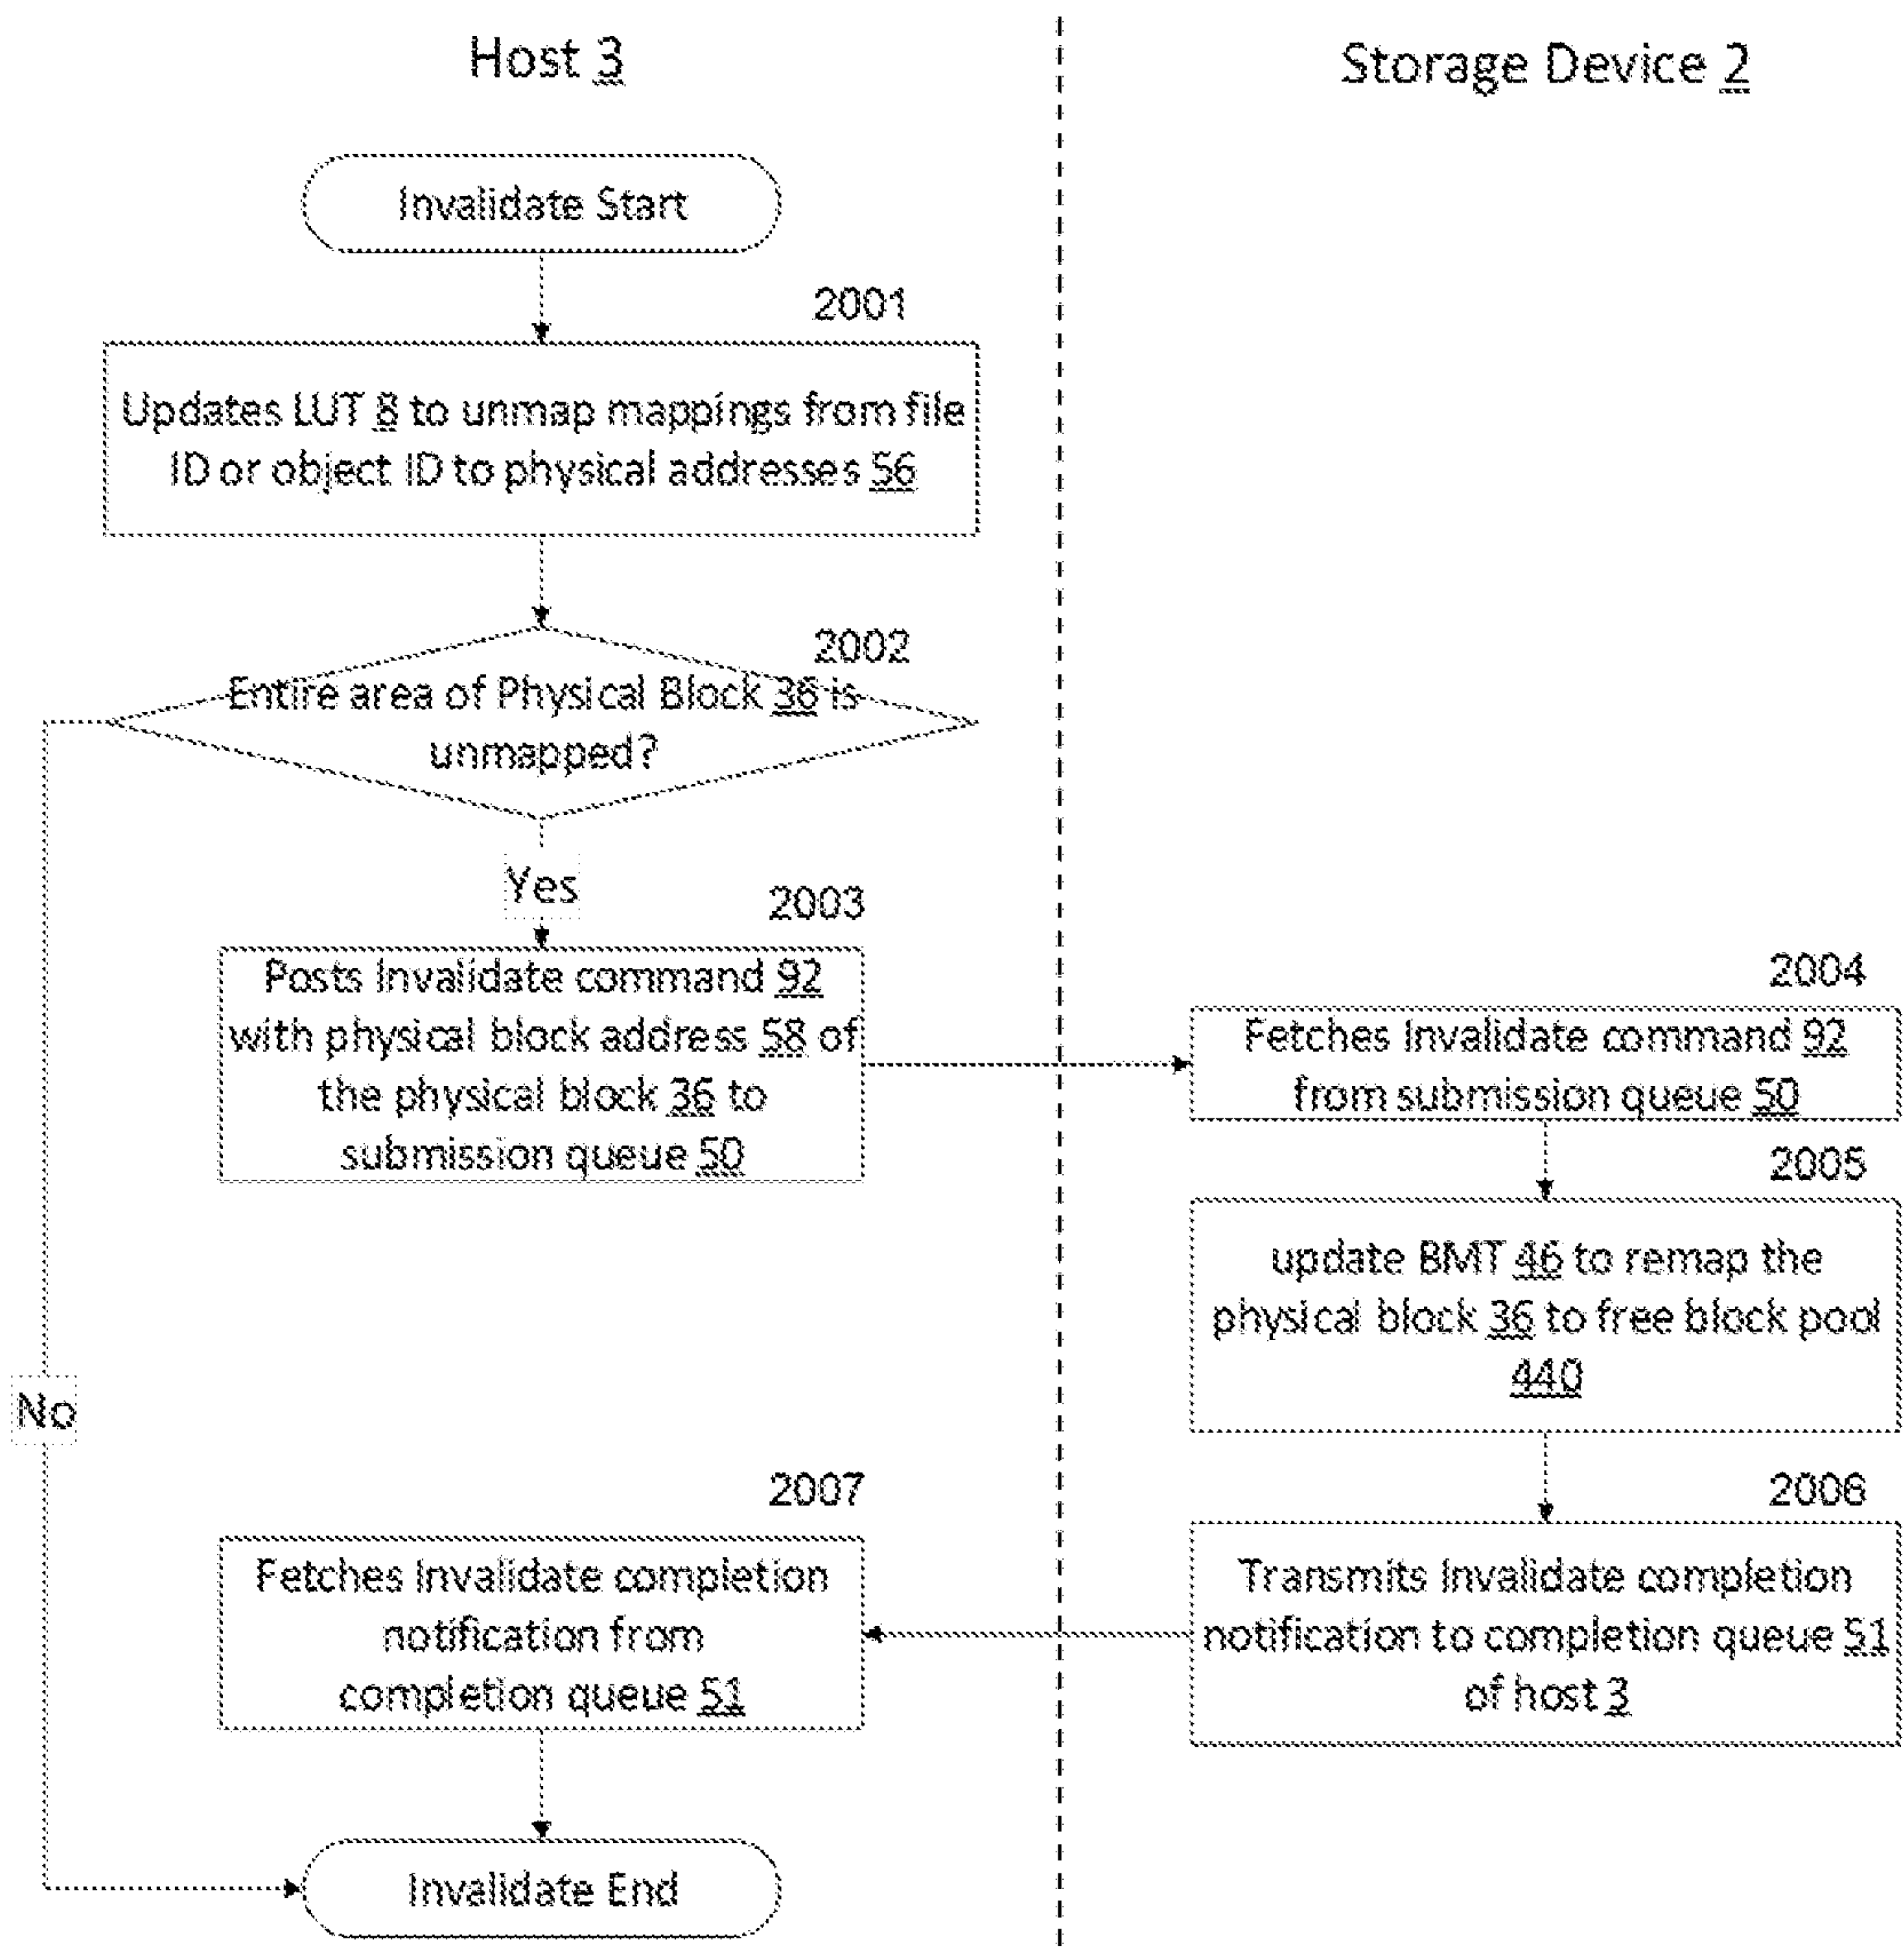 Host 3
Storage Device 2
Invalidate Start
2001
Updates LUT 8 to unmap mappings from file
ID or object ID to physical addresses 56
2002
Entire area of Physical Block 36 is
unmapped?
Yes
2003
Posts Invalidate command 92
with physical block address 58 of
the physical block 36 to
submission queue 50
2004
Fetches Invalidate command 92
from submission queue 50
2005
update BMT 46 to remap the
physical block 36 to free block pool
440
No
2006
Transmits Invalidate completion
notification to completion queue 51
of host 3
2007
Fetches Invalidate completion
notification from
completion queue 51
Invalidate End